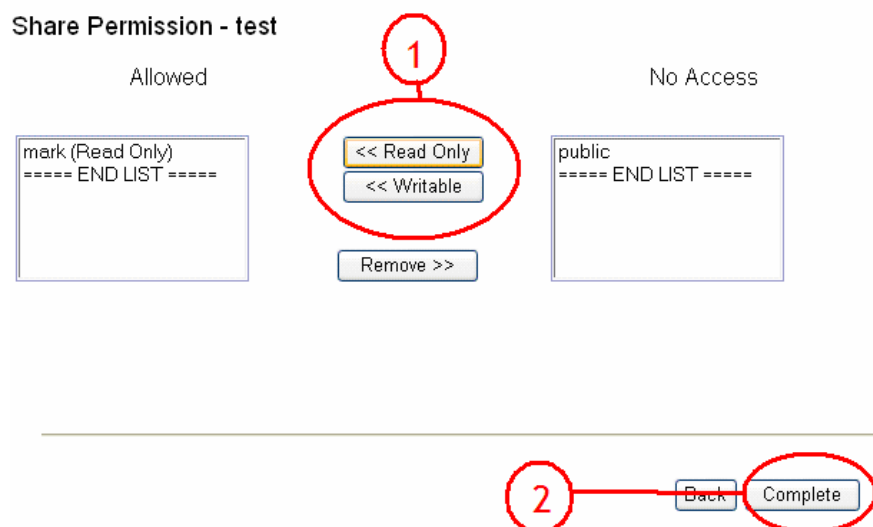 Share Permission - test
1
Allowed
No Access
mark (Read Only)
===== END LIST =====
<< Read Only
<< Writable
Remove >>
public
===== END LIST =====
2
Back
Complete